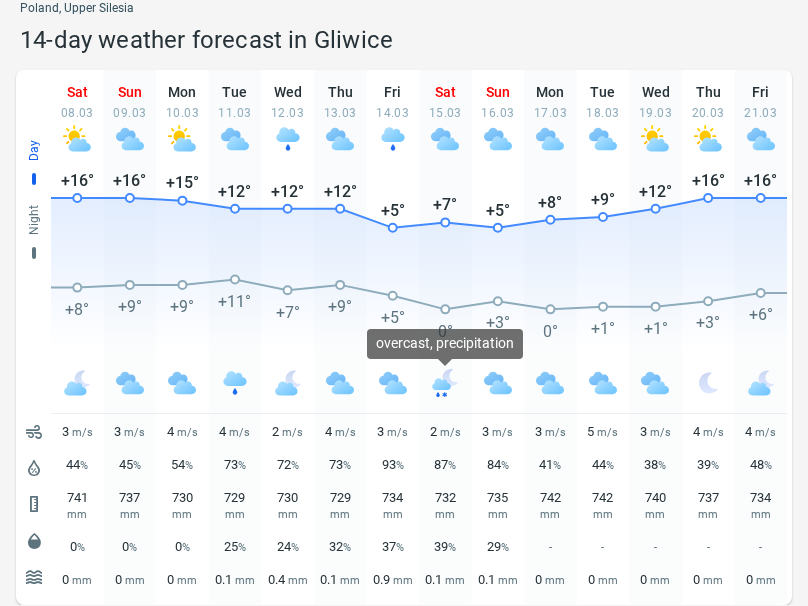 Poland, Upper Silesia
14-day weather forecast in Gliwice
Sat Sun Mon Tue Wed Thu Fri Sat Sun Mon Tue Wed Thu Fri
08.03 09.03 10.03 11.03 12.03 13.03 14.03 15.03 16.03 17.03 18.03 19.03 20.03 21.03
Day
+16° +16° +15° +12° +12° +12° +5° +7° +5° +8° +9° +12° +16° +16°
Night
+8° +9° +9° +11° +7° +9° +5° 0° +3° 0° +1° +1° +3° +6°
overcast, precipitation
3 m/s 3 m/s 4 m/s 4 m/s 2 m/s 4 m/s 3 m/s 2 m/s 3 m/s 3 m/s 5 m/s 3 m/s 4 m/s 4 m/s
44% 45% 54% 73% 72% 73% 93% 87% 84% 41% 44% 38% 39% 48%
741 737 730 729 730 729 734 732 735 742 742 740 737 734
mm mm mm mm mm mm mm mm mm mm mm mm mm mm
0% 0% 0% 25% 24% 32% 37% 39% 29% - - - - -
0 mm 0 mm 0 mm 0.1 mm 0.4 mm 0.1 mm 0.9 mm 0.1 mm 0.1 mm 0 mm 0 mm 0 mm 0 mm 0 mm